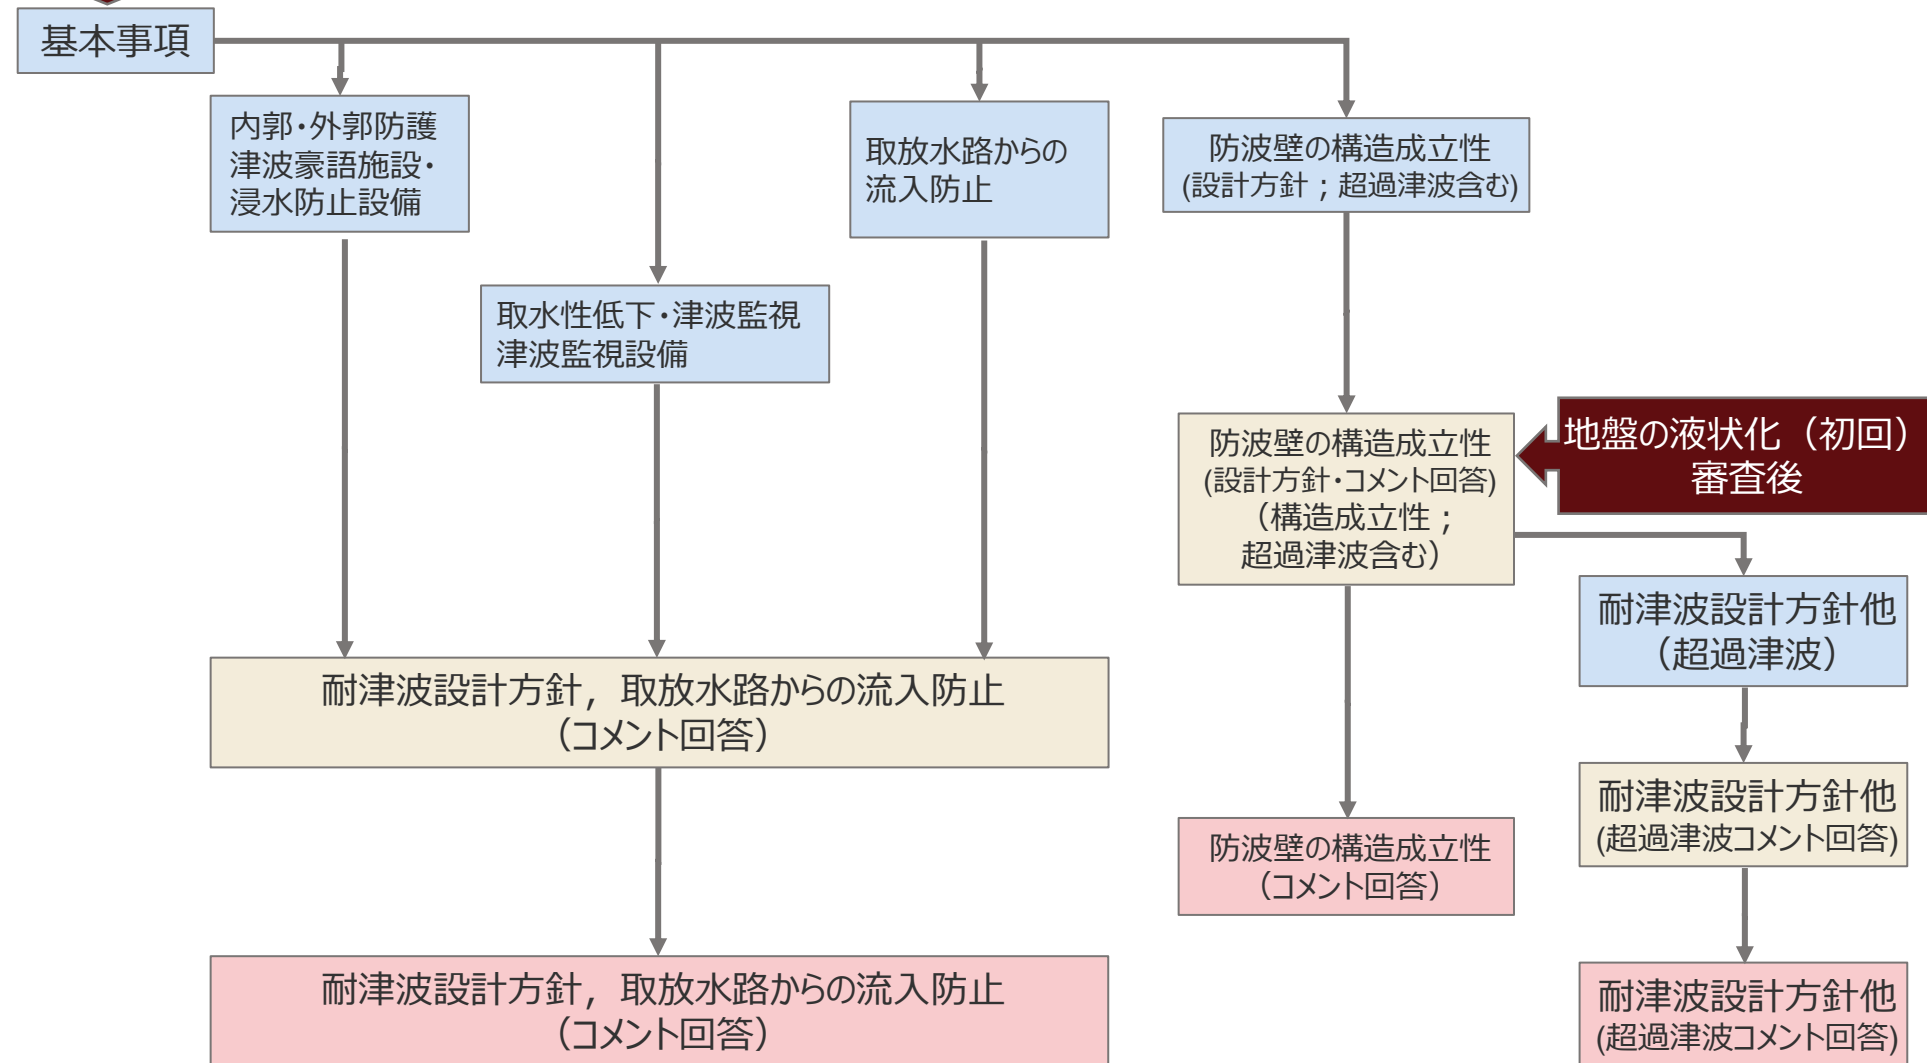 基本事項
内郭・外郭防護
津波豪語施設・
浸水防止設備
取放水路からの
流入防止
防波壁の構造成立性
(設計方針；超過津波含む)
取水性低下・津波監視
津波監視設備
防波壁の構造成立性
(設計方針・コメント回答)
（構造成立性；
超過津波含む）
地盤の液状化（初回）
審査後
耐津波設計方針他
（超過津波）
耐津波設計方針，取放水路からの流入防止
（コメント回答）
耐津波設計方針他
(超過津波コメント回答)
防波壁の構造成立性
（コメント回答）
耐津波設計方針，取放水路からの流入防止
（コメント回答）
耐津波設計方針他
(超過津波コメント回答)